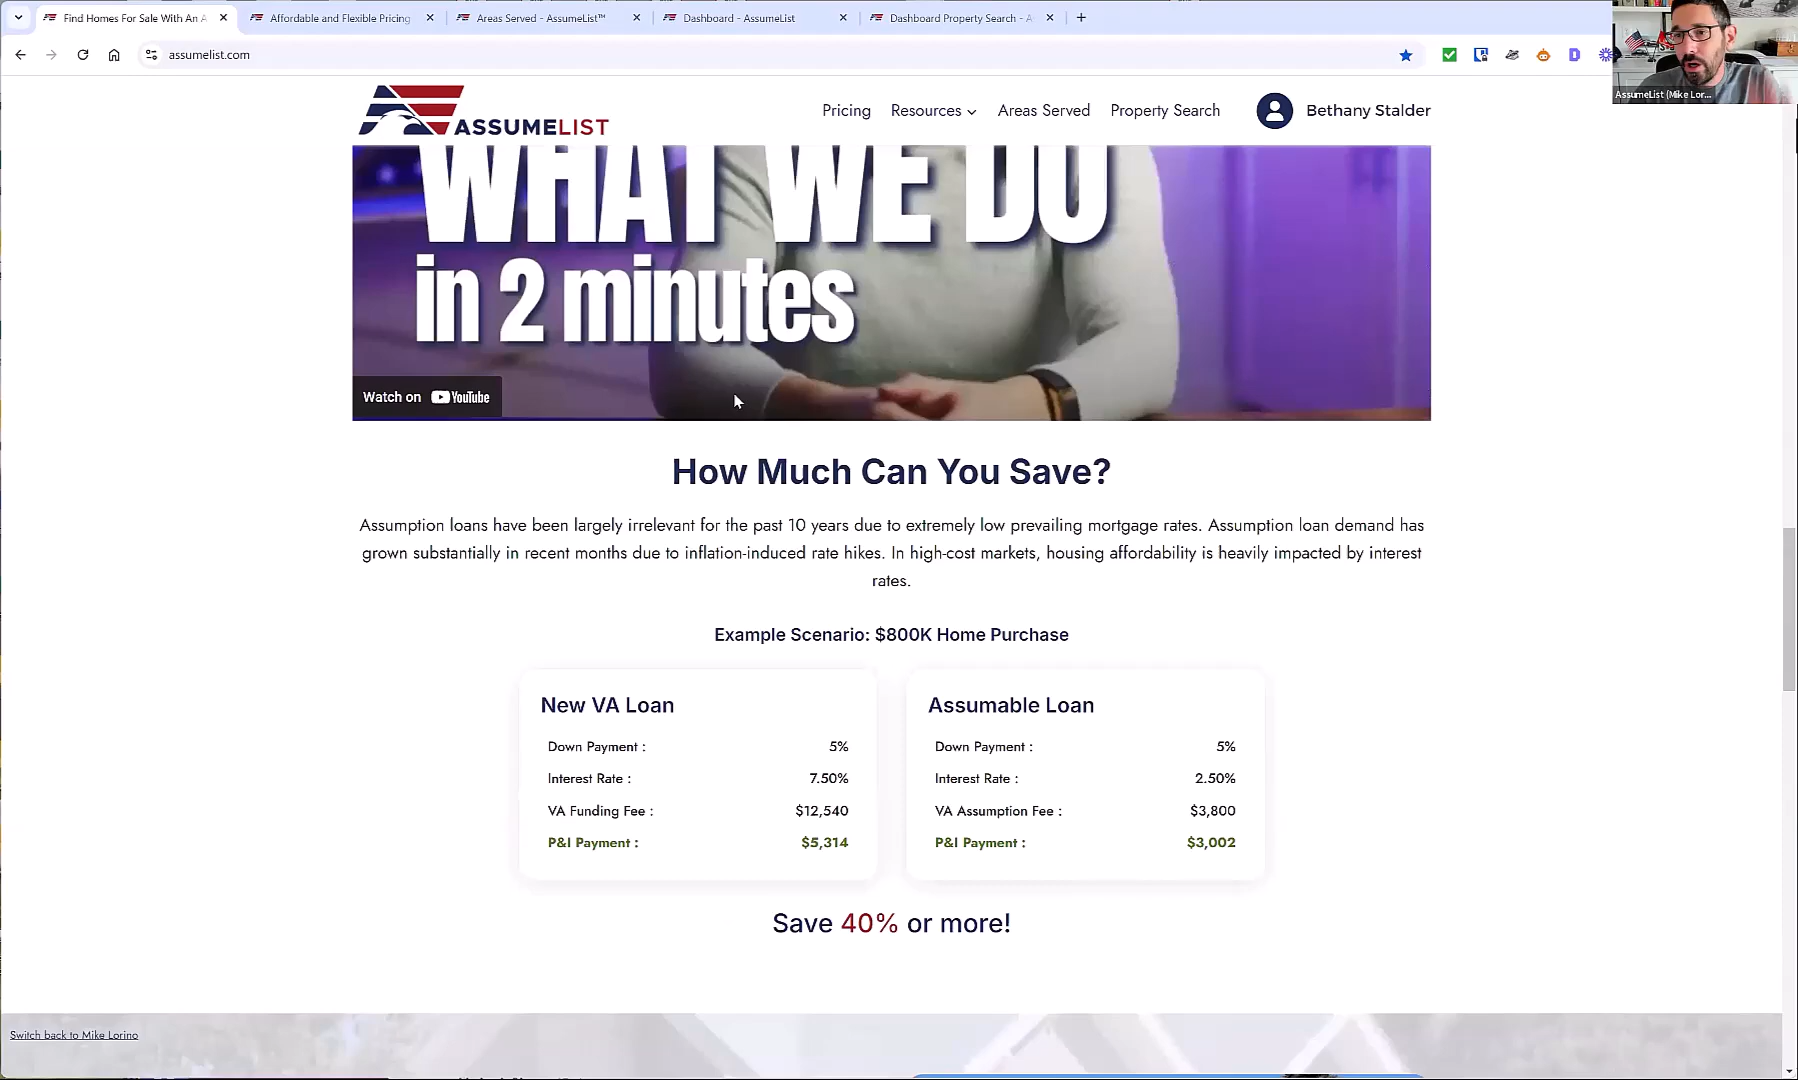 Find Homes For Sale With An A
Affordable and Flexible Pricing
Areas Served - AssumeList™
Dashboard - AssumeList
Dashboard Property Search - A
assumelist.com
AssumeList (Mike Lor...
ASSUMELIST
Pricing
Resources
Areas Served
Property Search
Bethany Stalder
WHAT WE DO
in 2 minutes
Watch on YouTube
How Much Can You Save?
Assumption loans have been largely irrelevant for the past 10 years due to extremely low prevailing mortgage rates. Assumption loan demand has
grown substantially in recent months due to inflation-induced rate hikes. In high-cost markets, housing affordability is heavily impacted by interest
rates.
Example Scenario: $800K Home Purchase
New VA Loan
Down Payment : 5%
Interest Rate : 7.50%
VA Funding Fee : $12,540
P&I Payment : $5,314
Assumable Loan
Down Payment : 5%
Interest Rate : 2.50%
VA Assumption Fee : $3,800
P&I Payment : $3,002
Save 40% or more!
Switch back to Mike Lorino